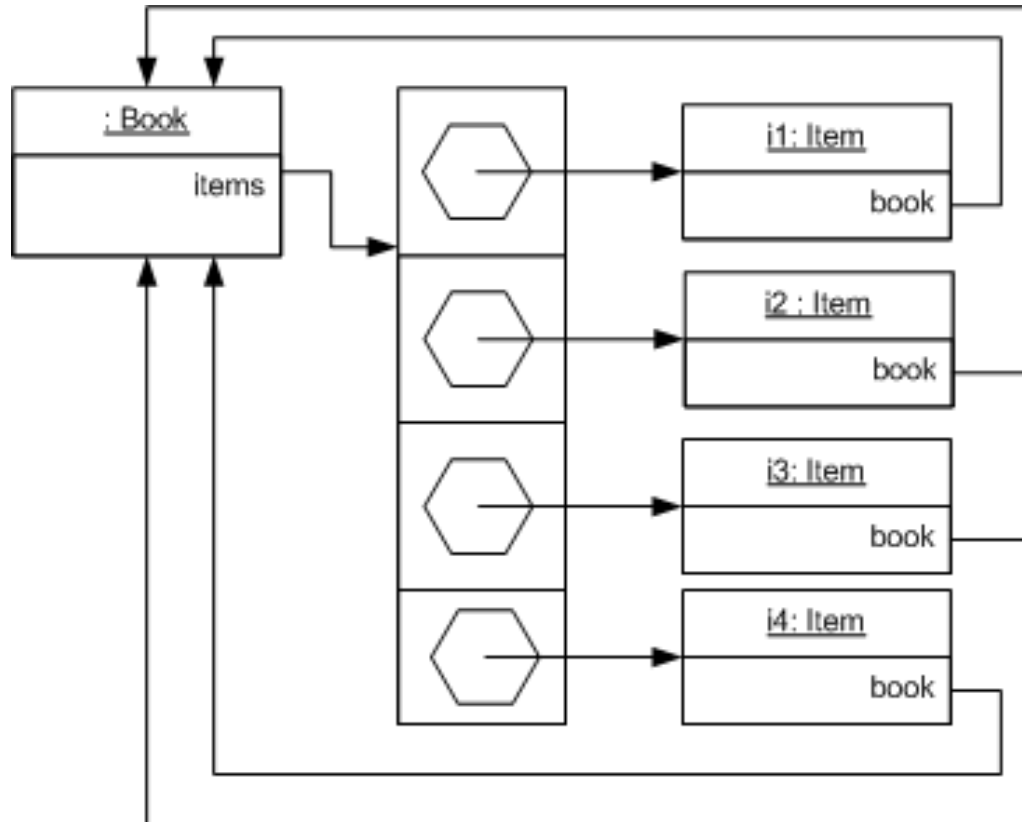 : Book
items
i1: Item
book
i2 : Item
book
i3: Item
book
i4: Item
book